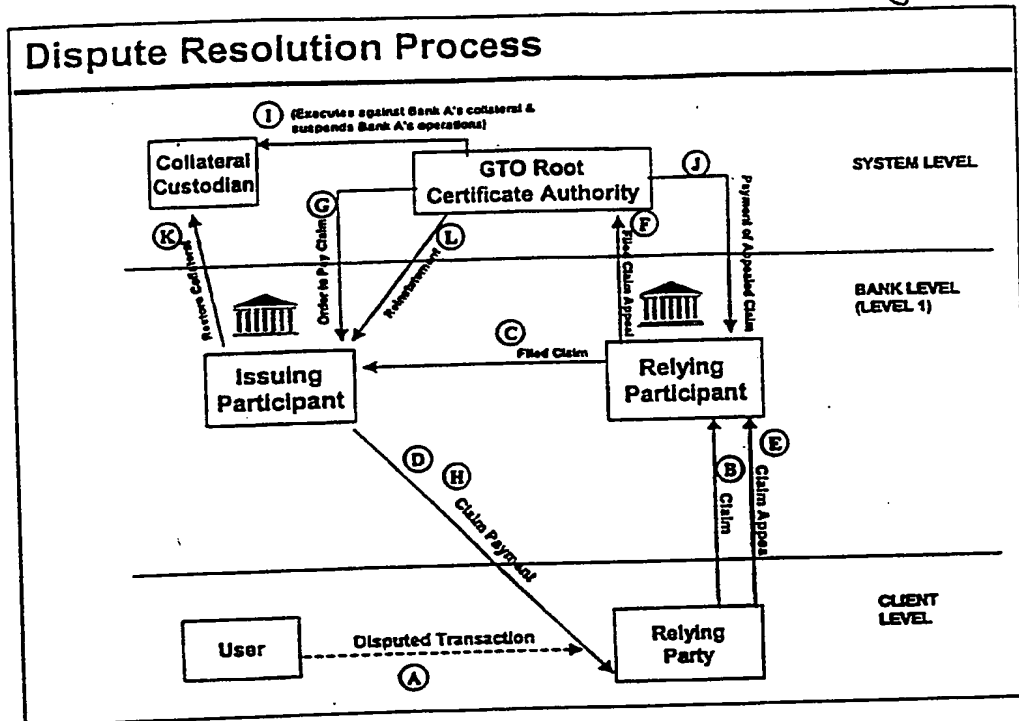 Dispute Resolution Process
I (Executes against Bank A's collateral &
suspends Bank A's operations)
Collateral
Custodian
GTO Root
Certificate Authority
J
SYSTEM LEVEL
G
L
F
K
Restore Collateral
Order to Pay Claim
Reinstatement
Filed Claim Appeal
Payment of Appealed Claim
BANK LEVEL
(LEVEL 1)
C
Filed Claim
Issuing
Participant
Relying
Participant
D
H
Claim Payment
B
Claim
E
Claim Appeal
CLIENT
LEVEL
User
Disputed Transaction
A
Relying
Party